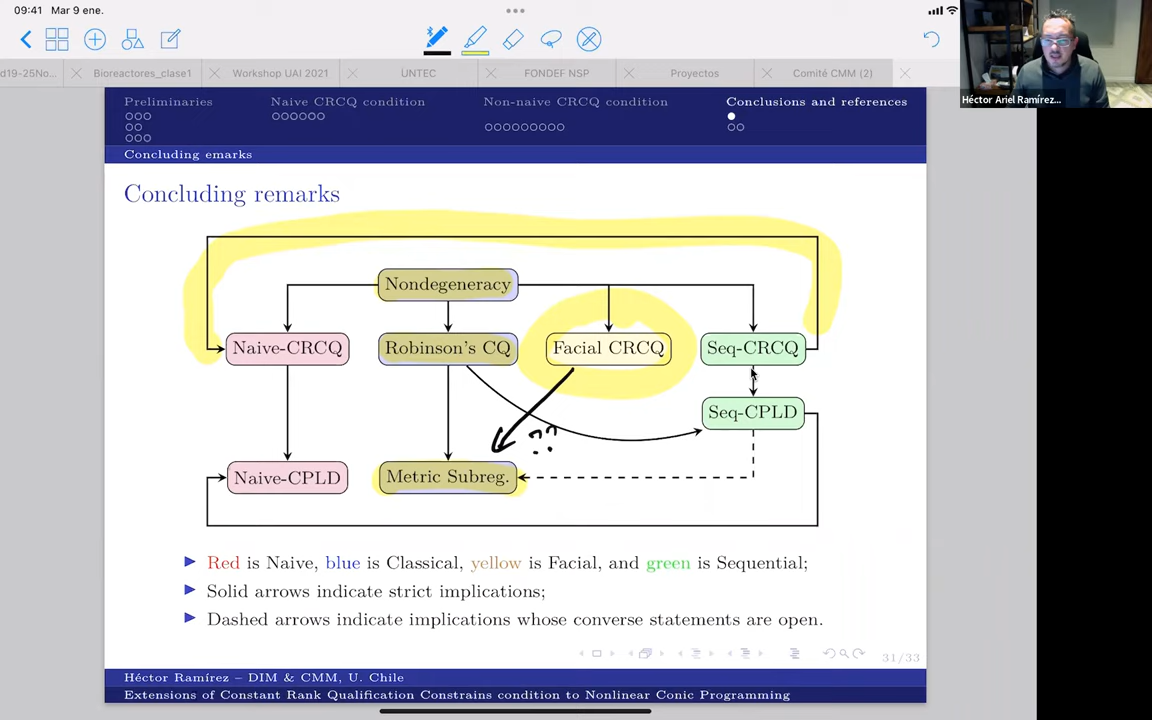 09:41 Mar 9 ene.
d19-25No...
Bioreactores_clase1
Workshop UAI 2021
UNTEC
FONDEF NSP
Proyectos
Comité CMM (2)
Héctor Ariel Ramírez...
Preliminaries
Naive CRCQ condition
Non-naive CRCQ condition
Conclusions and references
Concluding emarks
Concluding remarks
Nondegeneracy
Naive-CRCQ
Robinson's CQ
Facial CRCQ
Seq-CRCQ
Seq-CPLD
??
Naive-CPLD
Metric Subreg.
Red is Naive, blue is Classical, yellow is Facial, and green is Sequential;
Solid arrows indicate strict implications;
Dashed arrows indicate implications whose converse statements are open.
31/33
Héctor Ramírez – DIM & CMM, U. Chile
Extensions of Constant Rank Qualification Constrains condition to Nonlinear Conic Programming